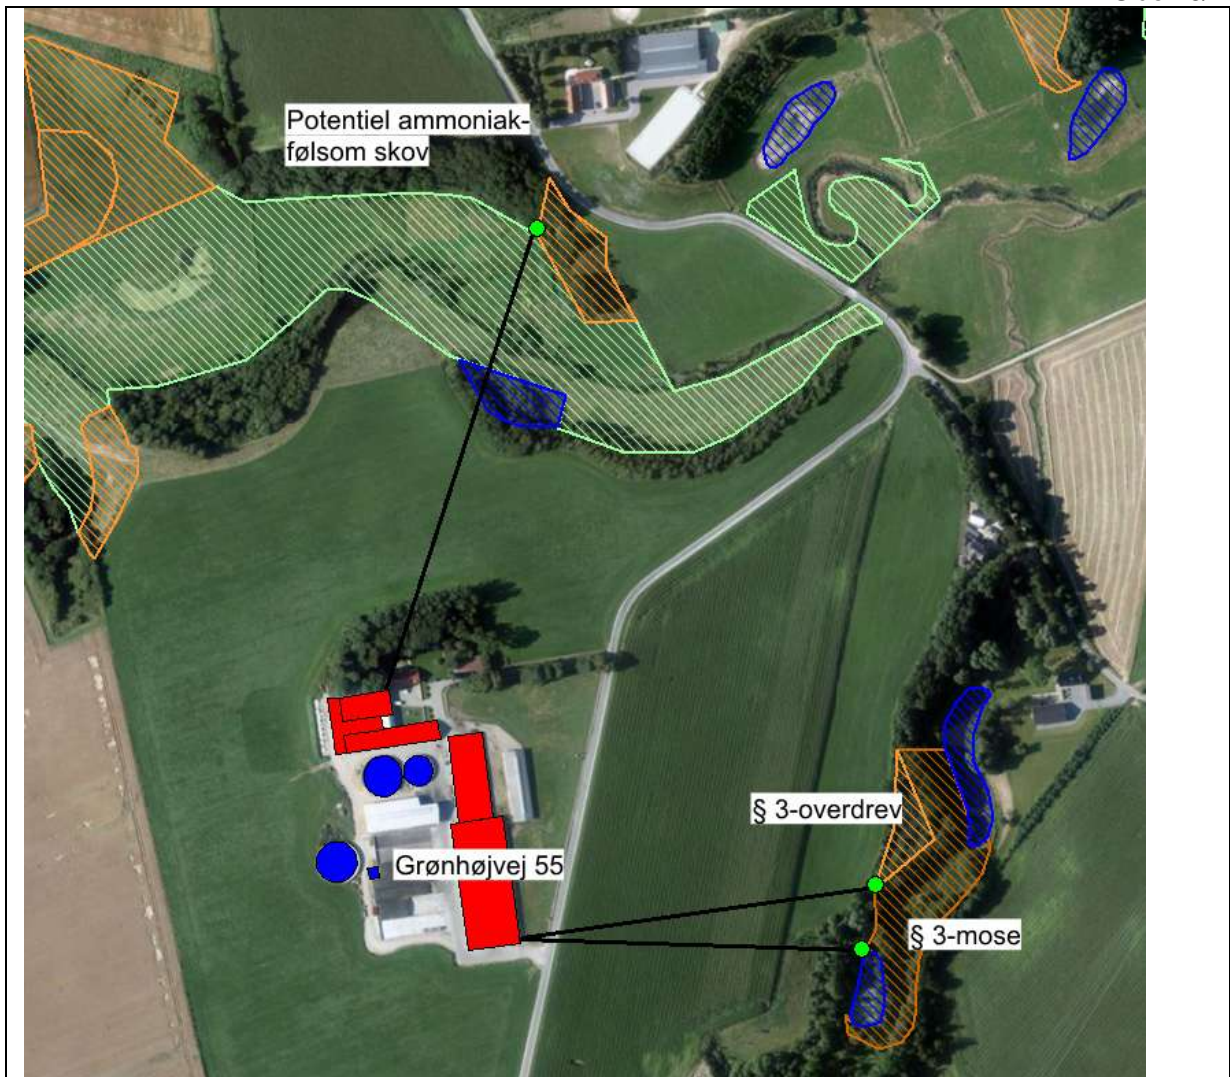 Potentiel ammoniak-
følsom skov
§ 3-overdrev
Grønhøjvej 55
§ 3-mose